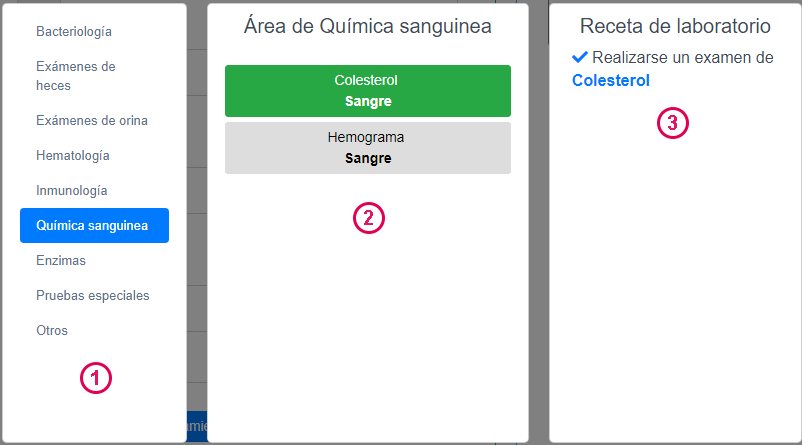 Bacteriología
Exámenes de
heces
Exámenes de orina
Hematología
Inmunología
Química sanguinea
Enzimas
Pruebas especiales
Otros
1
Área de Química sanguinea
Colesterol
Sangre
Hemograma
Sangre
2
Receta de laboratorio
Realizarse un examen de
Colesterol
3